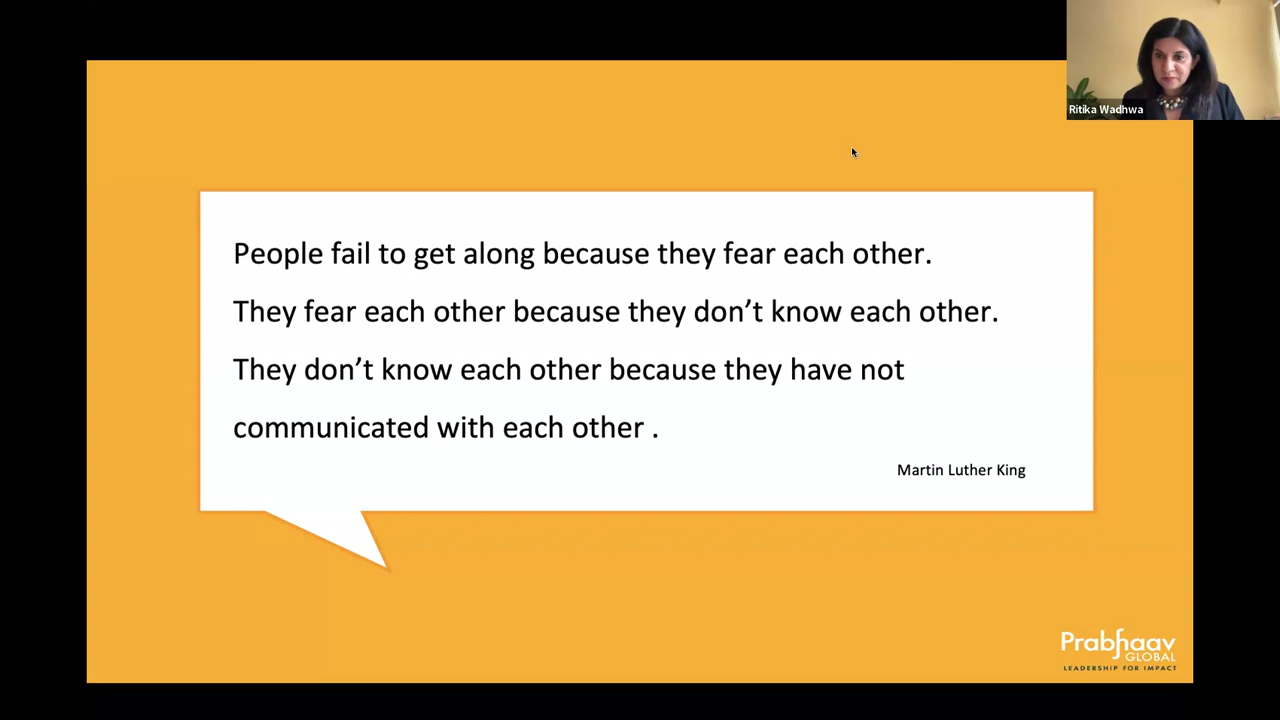 Ritika Wadhwa
People fail to get along because they fear each other.
They fear each other because they don’t know each other.
They don’t know each other because they have not
communicated with each other .
Martin Luther King
Prabhaav
GLOBAL
LEADERSHIP FOR IMPACT